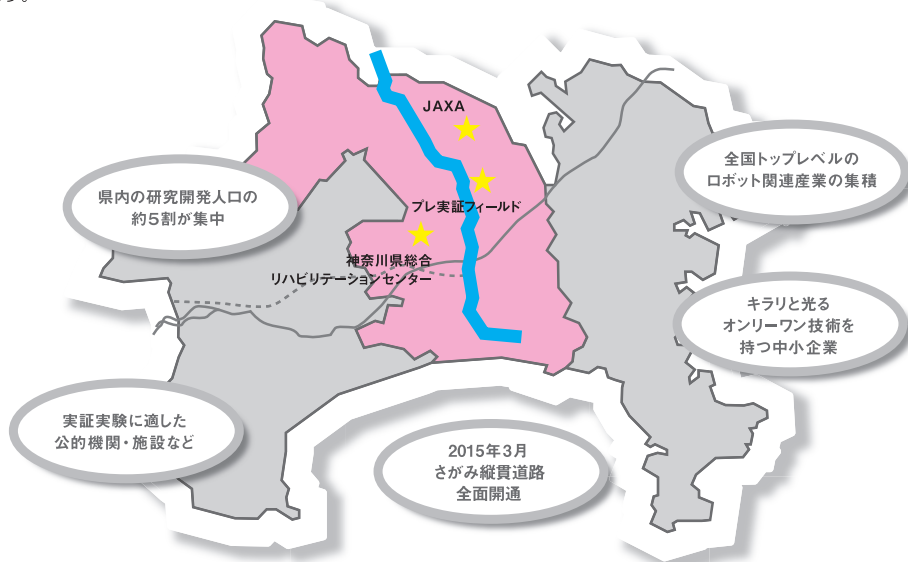 す。
JAXA
プレ実証フィールド
神奈川県総合
リハビリテーションセンター
県内の研究開発人口の
約5割が集中
全国トップレベルの
ロボット関連産業の集積
キラリと光る
オンリーワン技術を
持つ中小企業
実証実験に適した
公的機関・施設など
2015年3月
さがみ縦貫道路
全面開通